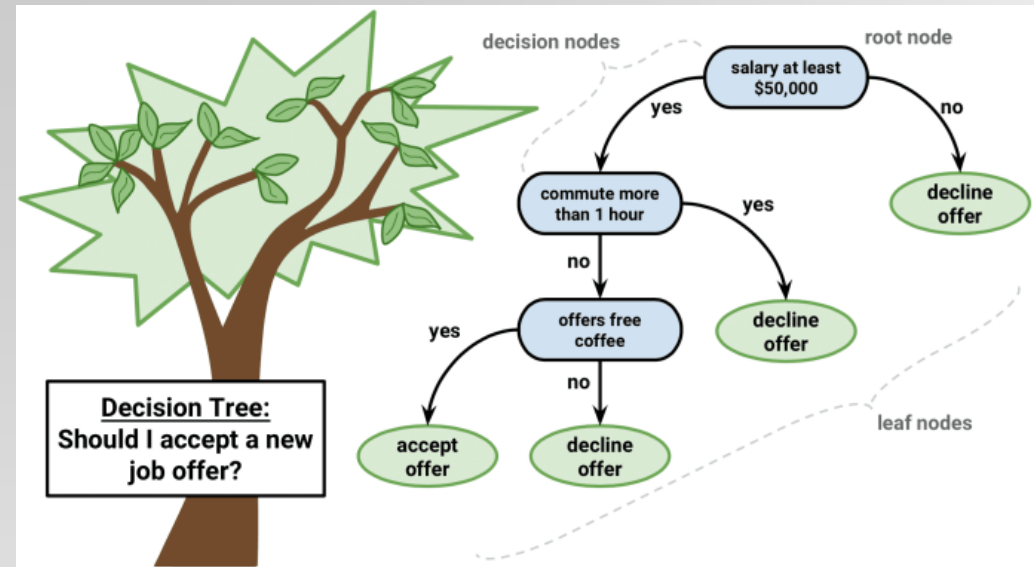 decision nodes
root node
salary at least
$50,000
yes
no
commute more
than 1 hour
decline
offer
yes
no
offers free
coffee
decline
offer
yes
no
accept
offer
decline
offer
leaf nodes
Decision Tree:
Should I accept a new
job offer?